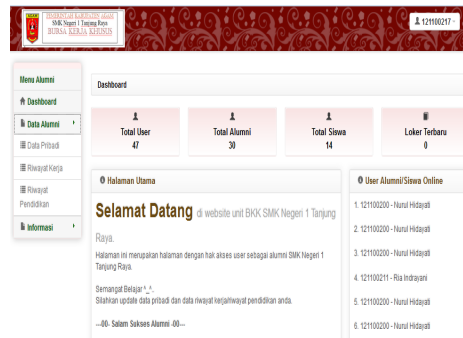 PEMERINTAH KABUPATEN AGAM
SMK Negeri 1 Tanjung Raya
BURSA KERJA KHUSUS
121100217
Menu Alumni
Dashboard
Data Alumni
Data Pribadi
Riwayat Kerja
Riwayat
Pendidikan
Informasi
Dashboard
Total User
47
Total Alumni
30
Total Siswa
14
Loker Terbaru
0
Halaman Utama
Selamat Datang di website unit BKK SMK Negeri 1 Tanjung
Raya.
Halaman ini merupakan halaman dengan hak akses user sebagai alumni SMK Negeri 1
Tanjung Raya.
Semangat Belajar ^_^.
Silahkan update data pribadi dan data riwayat kerja/riwayat pendidikan anda.
---00- Salam Sukses Alumni -00---
User Alumni/Siswa Online
1. 121100200 - Nurul Hidayati
2. 121100200 - Nurul Hidayati
3. 121100200 - Nurul Hidayati
4. 121100211 - Ria Indrayani
5. 121100200 - Nurul Hidayati
6. 121100200 - Nurul Hidayati